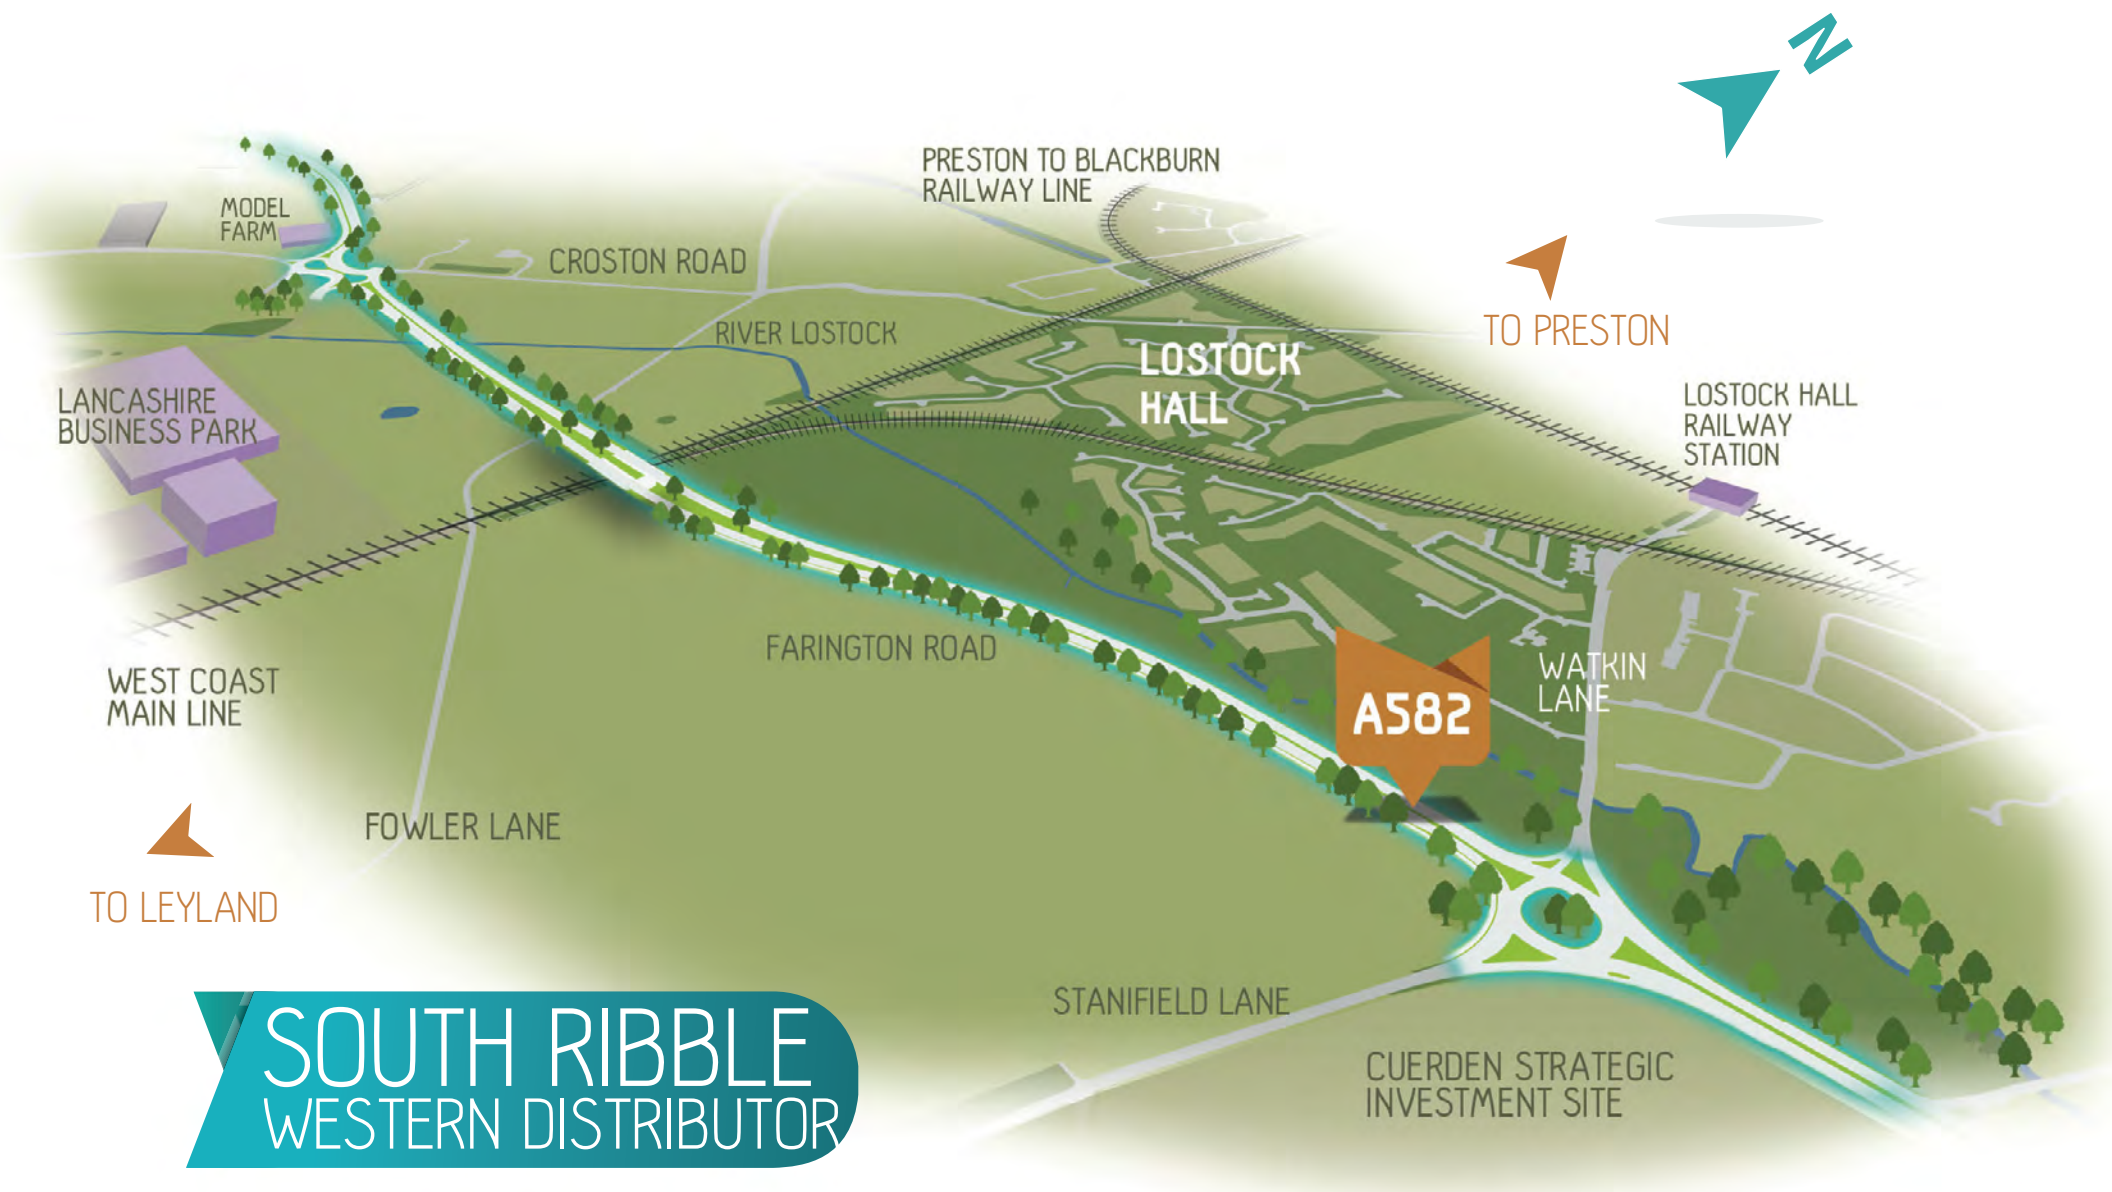 N
PRESTON TO BLACKBURN
RAILWAY LINE
MODEL
FARM
CROSTON ROAD
TO PRESTON
RIVER LOSTOCK
LOSTOCK
HALL
LANCASHIRE
BUSINESS PARK
LOSTOCK HALL
RAILWAY
STATION
FARINGTON ROAD
WATKIN
LANE
WEST COAST
MAIN LINE
A582
FOWLER LANE
TO LEYLAND
STANIFIELD LANE
SOUTH RIBBLE
WESTERN DISTRIBUTOR
CUERDEN STRATEGIC
INVESTMENT SITE